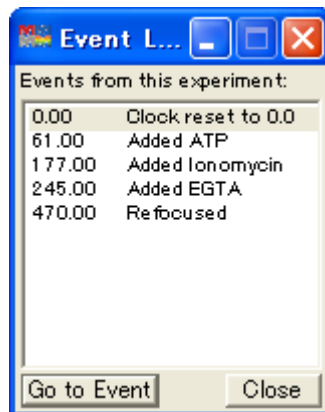 Event L...
Events from this experiment:
0.00 Clock reset to 0.0
61.00 Added ATP
177.00 Added Ionomycin
245.00 Added EGTA
470.00 Refocused
Go to Event Close